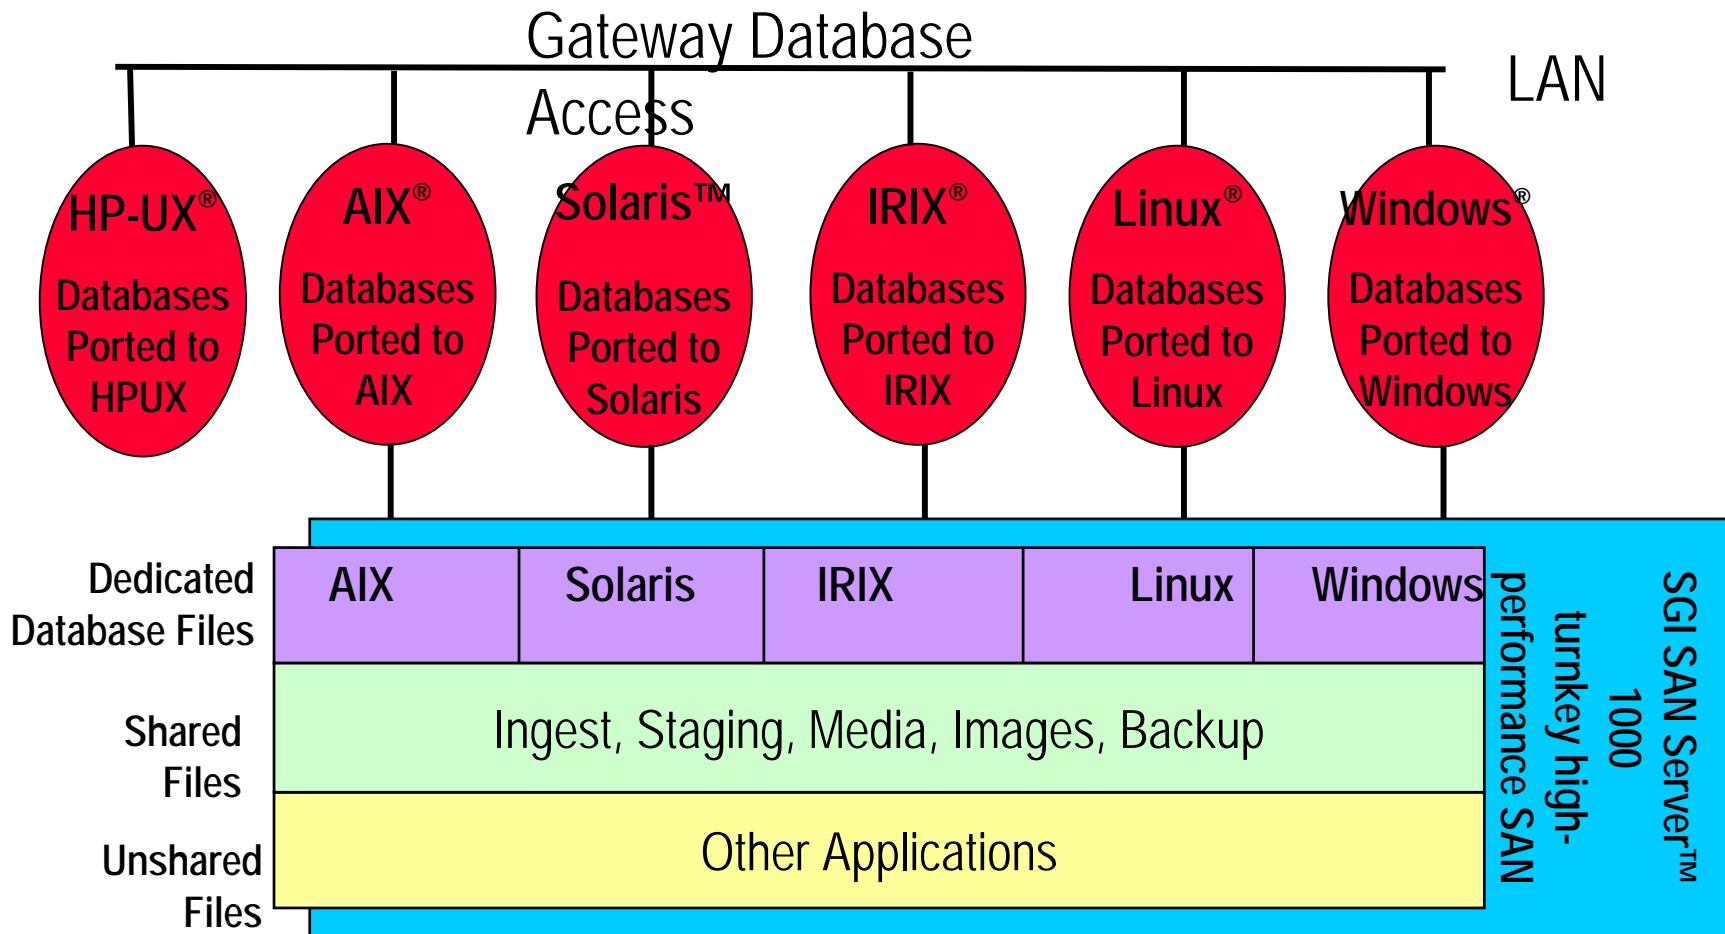 Gateway Database
Access
LAN
HP-UX®
Databases
Ported to
HPUX
AIX®
Databases
Ported to
AIX
Solaris™
Databases
Ported to
Solaris
IRIX®
Databases
Ported to
IRIX
Linux®
Databases
Ported to
Linux
Windows®
Databases
Ported to
Windows
Dedicated
Database Files
AIX
Solaris
IRIX
Linux
Windows
Shared
Files
Ingest, Staging, Media, Images, Backup
Unshared
Files
Other Applications
SGI SAN Server™
1000
turnkey high-
performance SAN